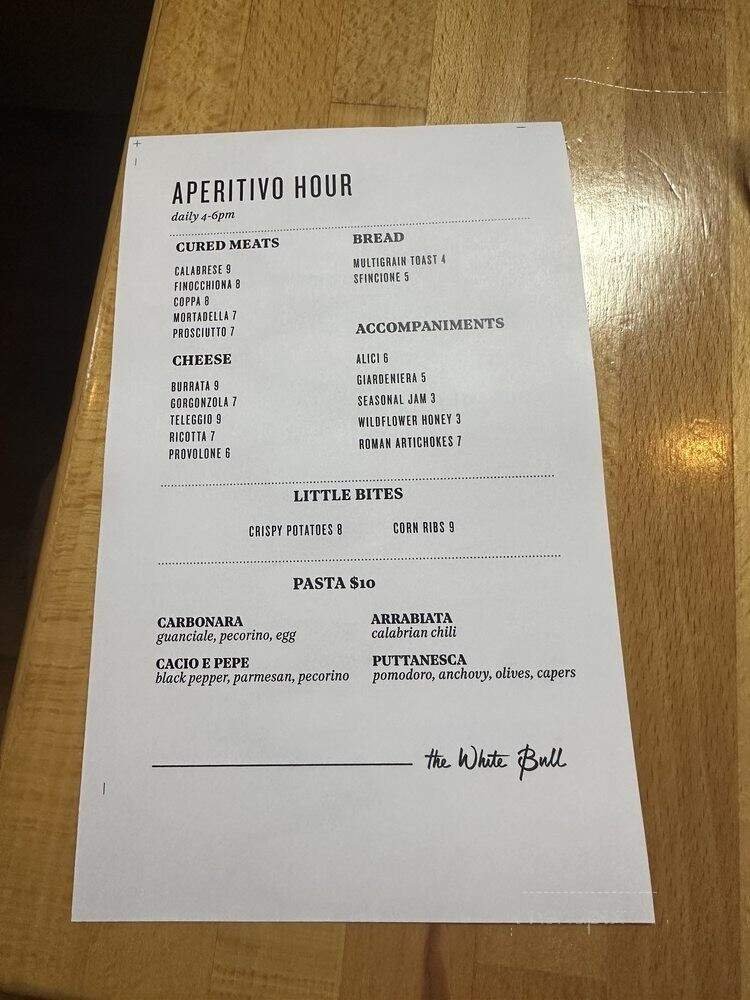 APERITIVO HOUR
daily 4-6pm
CURED MEATS
CALABRESE 9
FINOCCHIONA 8
COPPA 8
MORTADELLA 7
PROSCIUTTO 7
CHEESE
BURRATA 9
GORGONZOLA 7
TELEGGIO 9
RICOTTA 7
PROVOLONE 6
BREAD
MULTIGRAIN TOAST 4
SFINCIONE 5
ACCOMPANIMENTS
ALICI 6
GIARDENIERA 5
SEASONAL JAM 3
WILDFLOWER HONEY 3
ROMAN ARTICHOKES 7
LITTLE BITES
CRISPY POTATOES 8 CORN RIBS 9
PASTA $10
CARBONARA
guanciale, pecorino, egg
ARRABIATA
calabrian chili
CACIO E PEPE
black pepper, parmesan, pecorino
PUTTANESCA
pomodoro, anchovy, olives, capers
the White Bull